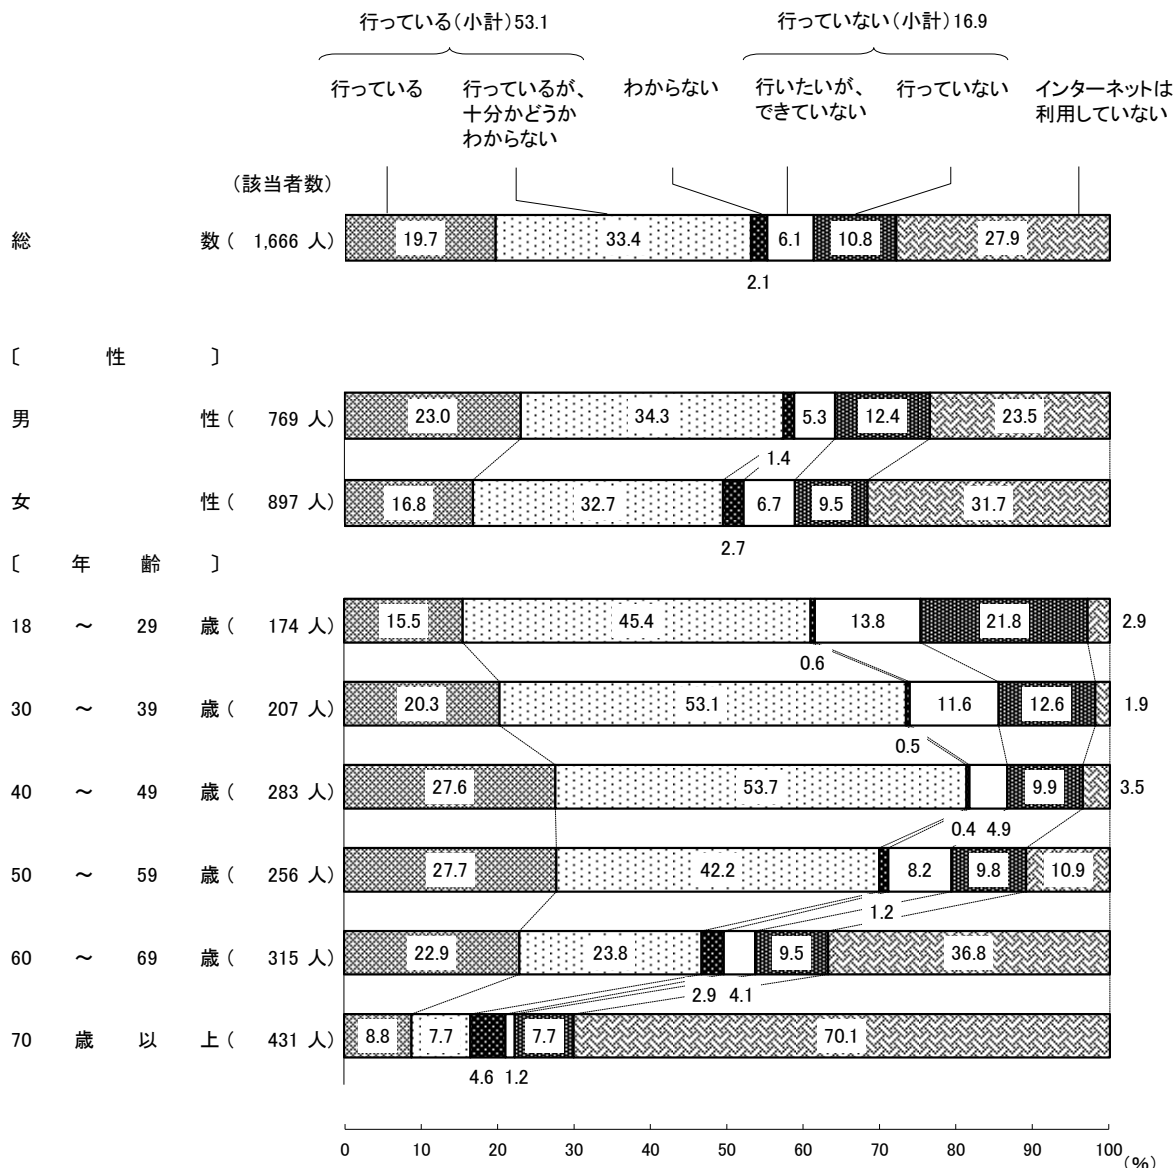 行っている(小計)53.1
行っていない(小計)16.9
行っている
行っているが、
十分かどうか
わからない
わからない
行いたいが、
できていない
行っていない
インターネットは
利用していない
(該当者数)
総 数( 1,666 人)
19.7 33.4 6.1 10.8 27.9
2.1
〔 性 〕
男 性( 769 人)
23.0 34.3 5.3 12.4 23.5
1.4
女 性( 897 人)
16.8 32.7 6.7 9.5 31.7
2.7
〔 年 齢 〕
18 ～ 29 歳( 174 人)
15.5 45.4 13.8 21.8 2.9
0.6
30 ～ 39 歳( 207 人)
20.3 53.1 11.6 12.6 1.9
0.5
40 ～ 49 歳( 283 人)
27.6 53.7 9.9 3.5
0.4 4.9
50 ～ 59 歳( 256 人)
27.7 42.2 8.2 9.8 10.9
1.2
60 ～ 69 歳( 315 人)
22.9 23.8 9.5 36.8
2.9 4.1
70 歳 以 上( 431 人)
8.8 7.7 7.7 70.1
4.6 1.2
0 10 20 30 40 50 60 70 80 90 100
(%)